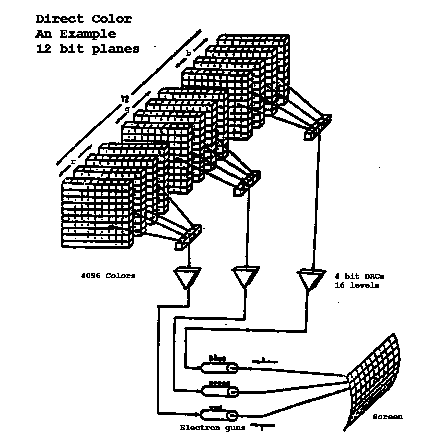 Direct Color
An Example
12 bit planes
b
12
g
r
4096 Colors
4 bit DACs
16 levels
blue
green
red
Electron guns
Screen